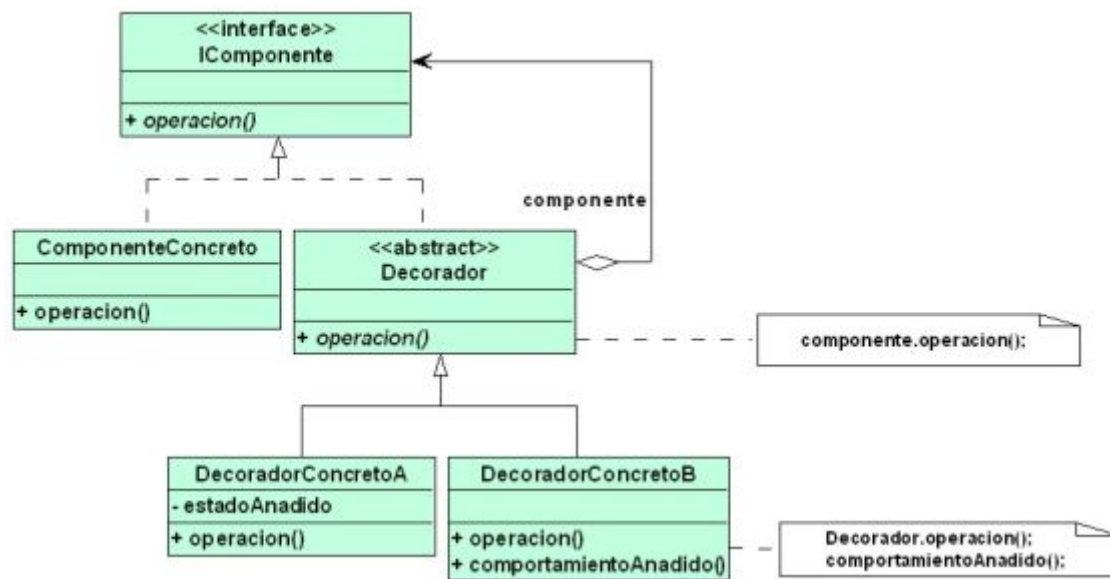 <<interface>>
IComponente
+ operacion()
componente
ComponenteConcreto
+ operacion()
<<abstract>>
Decorador
+ operacion()
componente.operacion();
DecoradorConcretoA
- estadoAnadido
+ operacion()
DecoradorConcretoB
+ operacion()
+ comportamientoAnadido()
Decorador.operacion();
comportamientoAnadido();